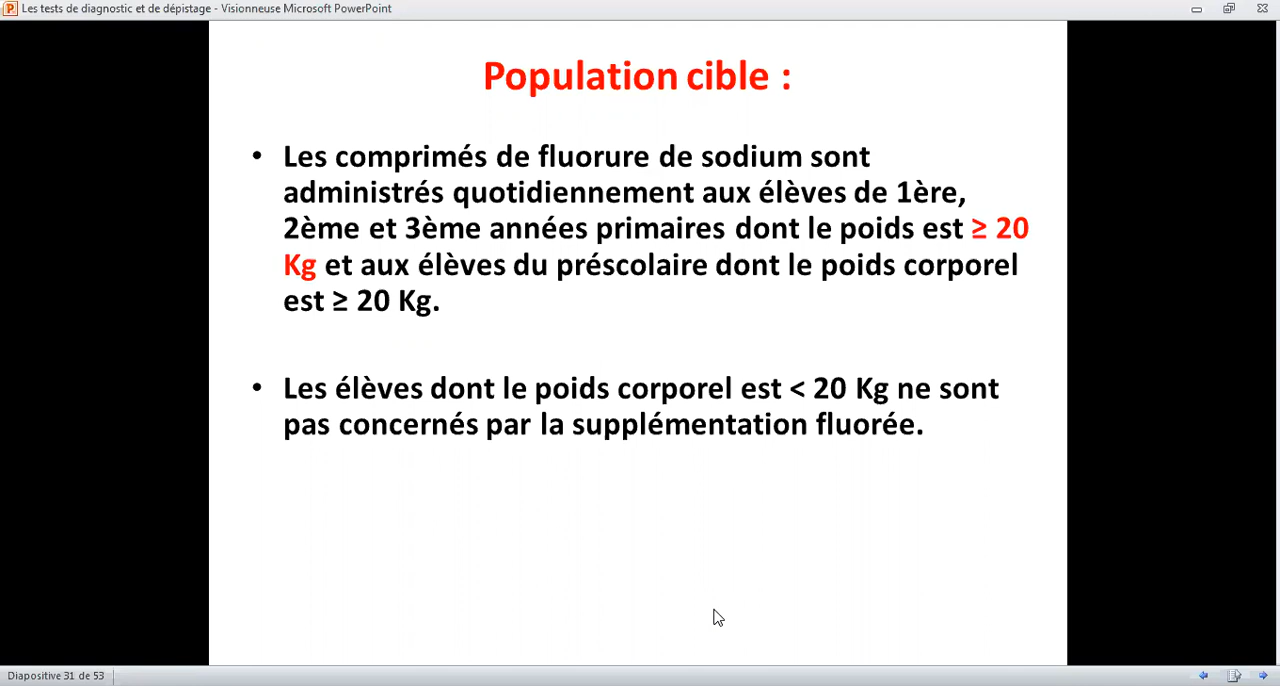 Les tests de diagnostic et de dépistage - Visionneuse Microsoft PowerPoint
Population cible :
• Les comprimés de fluorure de sodium sont
administrés quotidiennement aux élèves de 1ère,
2ème et 3ème années primaires dont le poids est ≥ 20
Kg et aux élèves du préscolaire dont le poids corporel
est ≥ 20 Kg.
• Les élèves dont le poids corporel est < 20 Kg ne sont
pas concernés par la supplémentation fluorée.
Diapositive 31 de 53